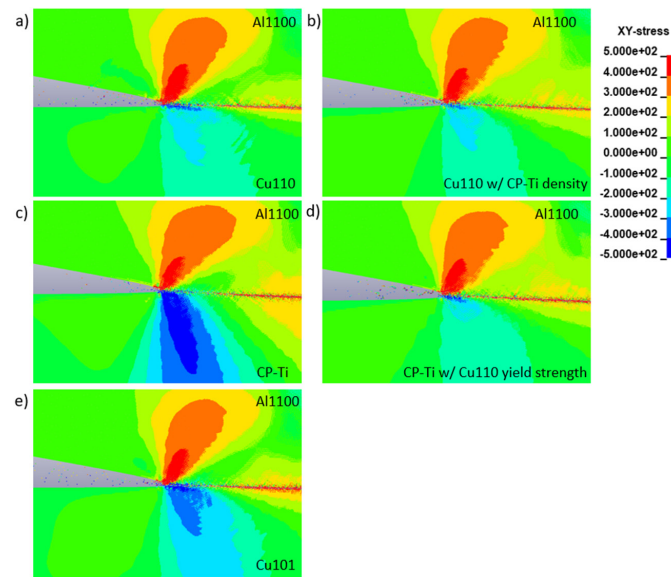 a)
Al1100
Cu110
b)
Al1100
Cu110 w/ CP-Ti density
XY-stress
5.000e+02
4.000e+02
3.000e+02
2.000e+02
1.000e+02
0.000e+00
-1.000e+02
-2.000e+02
-3.000e+02
-4.000e+02
-5.000e+02
c)
Al1100
CP-Ti
d)
Al1100
CP-Ti w/ Cu110 yield strength
e)
Al1100
Cu101